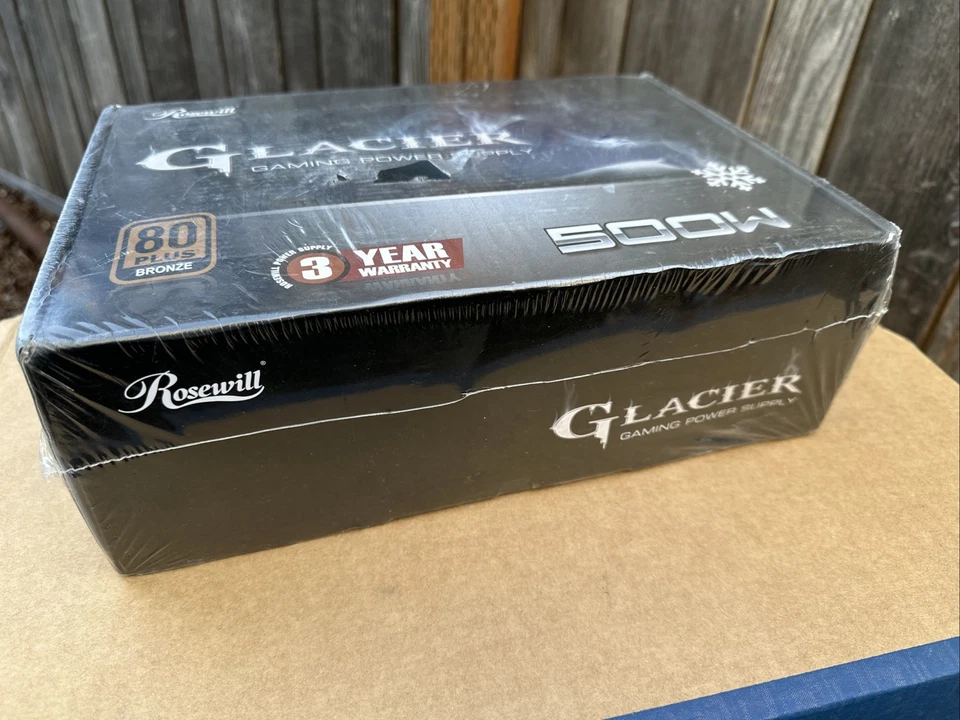 Rosewill
GLACIER
GAMING POWER SUPPLY
80
PLUS
BRONZE
ROSEWILL POWER SUPPLY
3 YEAR
WARRANTY
500W
Rosewill®
GLACIER
GAMING POWER SUPPLY